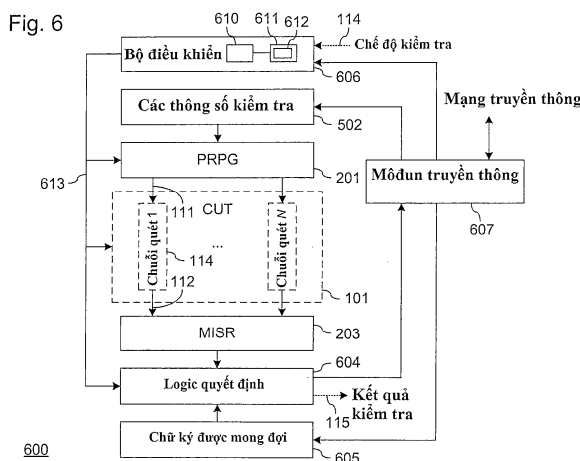 Fig. 6
610
611
612
114
Bộ điều khiển
Chế độ kiểm tra
606
Các thông số kiểm tra
502
Mạng truyền thông
PRPG
201
Môđun truyền thông
607
613
111
CUT
Chuỗi quét 1
114
...
Chuỗi quét N
112
101
MISR
203
604
Logic quyết định
115
Kết quả
kiểm tra
Chữ ký được mong đợi
605
600